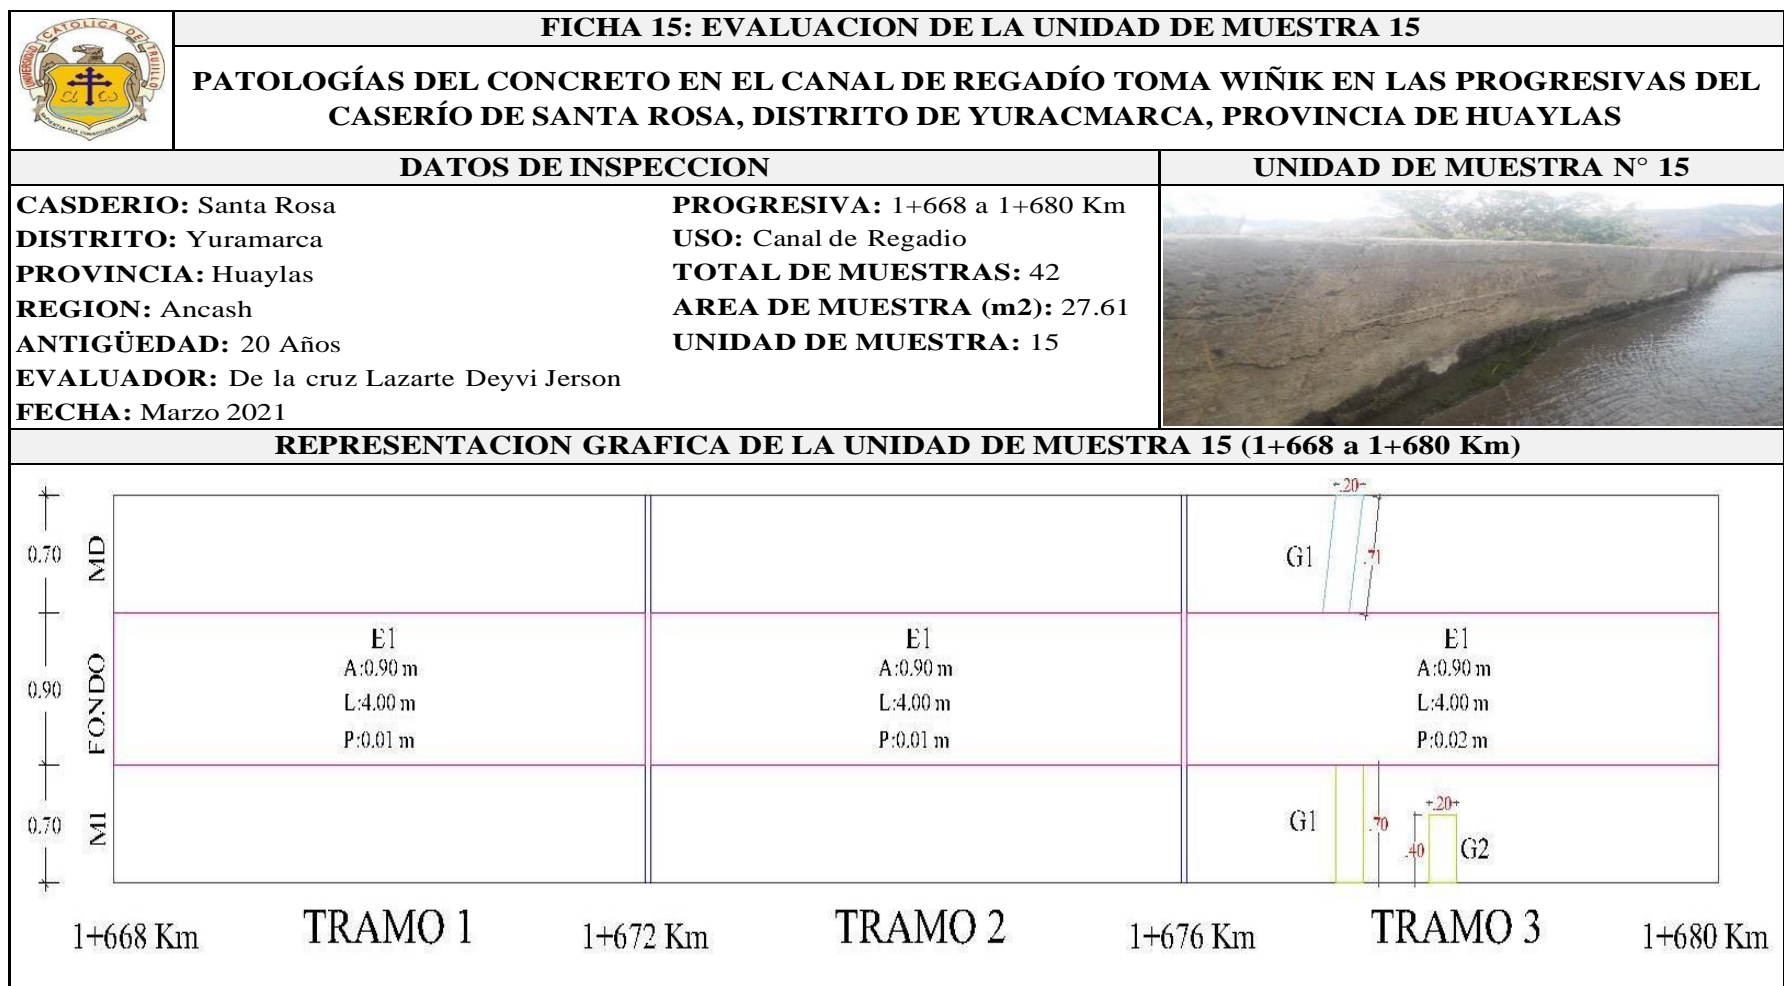 FICHA 15: EVALUACION DE LA UNIDAD DE MUESTRA 15
PATOLOGÍAS DEL CONCRETO EN EL CANAL DE REGADÍO TOMA WIÑIK EN LAS PROGRESIVAS DEL
CASERÍO DE SANTA ROSA, DISTRITO DE YURACMARCA, PROVINCIA DE HUAYLAS
DATOS DE INSPECCION
UNIDAD DE MUESTRA N° 15
CASDERIO: Santa Rosa
DISTRITO: Yuramarca
PROVINCIA: Huaylas
REGION: Ancash
ANTIGÜEDAD: 20 Años
EVALUADOR: De la cruz Lazarte Deyvi Jerson
FECHA: Marzo 2021
PROGRESIVA: 1+668 a 1+680 Km
USO: Canal de Regadio
TOTAL DE MUESTRAS: 42
AREA DE MUESTRA (m2): 27.61
UNIDAD DE MUESTRA: 15
REPRESENTACION GRAFICA DE LA UNIDAD DE MUESTRA 15 (1+668 a 1+680 Km)
0.70
MD
.20
G1
.71
0.90
FONDO
E1
A:0.90 m
L:4.00 m
P:0.01 m
E1
A:0.90 m
L:4.00 m
P:0.01 m
E1
A:0.90 m
L:4.00 m
P:0.02 m
0.70
MI
G1
.70
.20
.40
G2
1+668 Km
TRAMO 1
1+672 Km
TRAMO 2
1+676 Km
TRAMO 3
1+680 Km